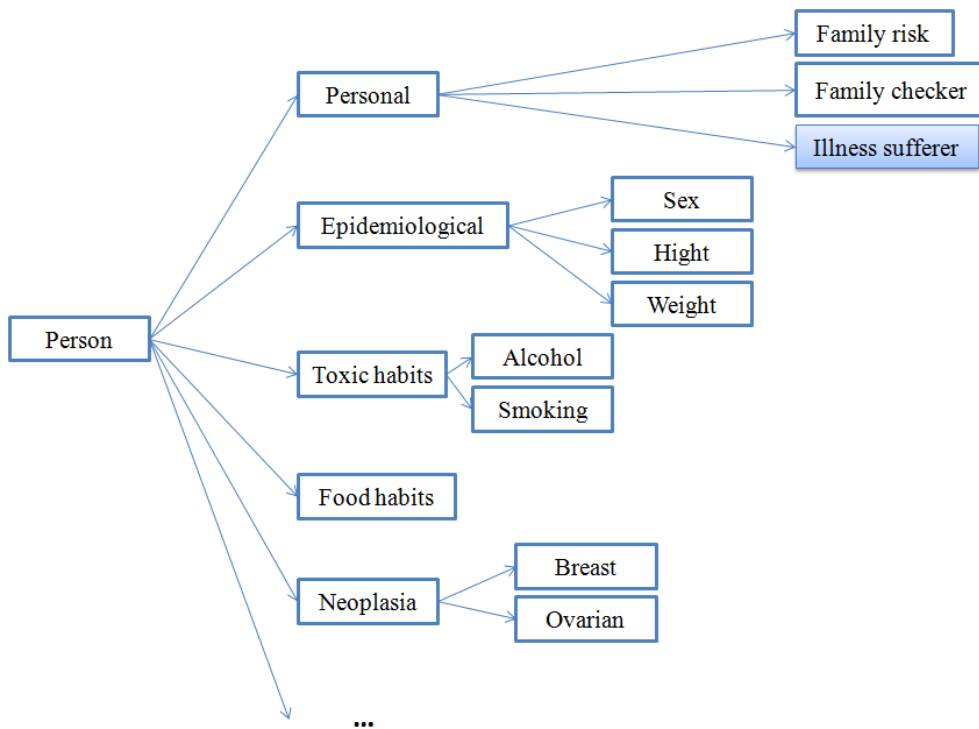 Family risk
Personal
Family checker
Illness sufferer
Sex
Epidemiological
Hight
Weight
Person
Alcohol
Toxic habits
Smoking
Food habits
Breast
Neoplasia
Ovarian
...